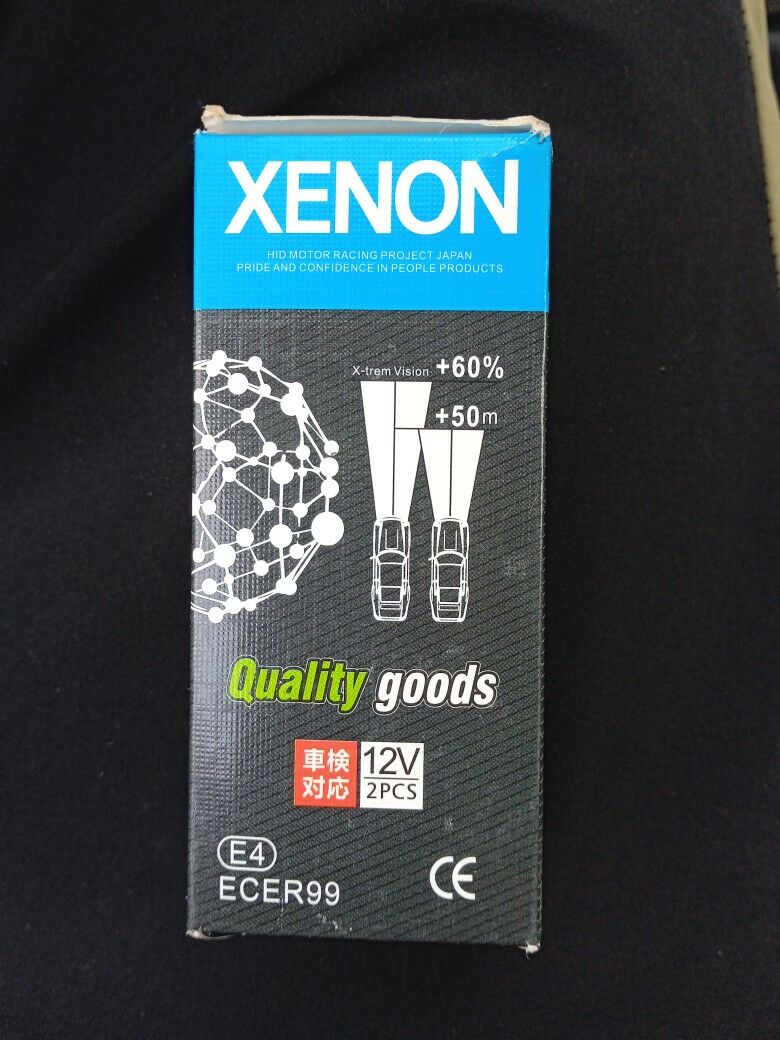 XENON
HID MOTOR RACING PROJECT JAPAN
PRIDE AND CONFIDENCE IN PEOPLE PRODUCTS
X-trem Vision +60%
+50m
Quality goods
車検
対応
12V
2PCS
E4
ECER99
CE